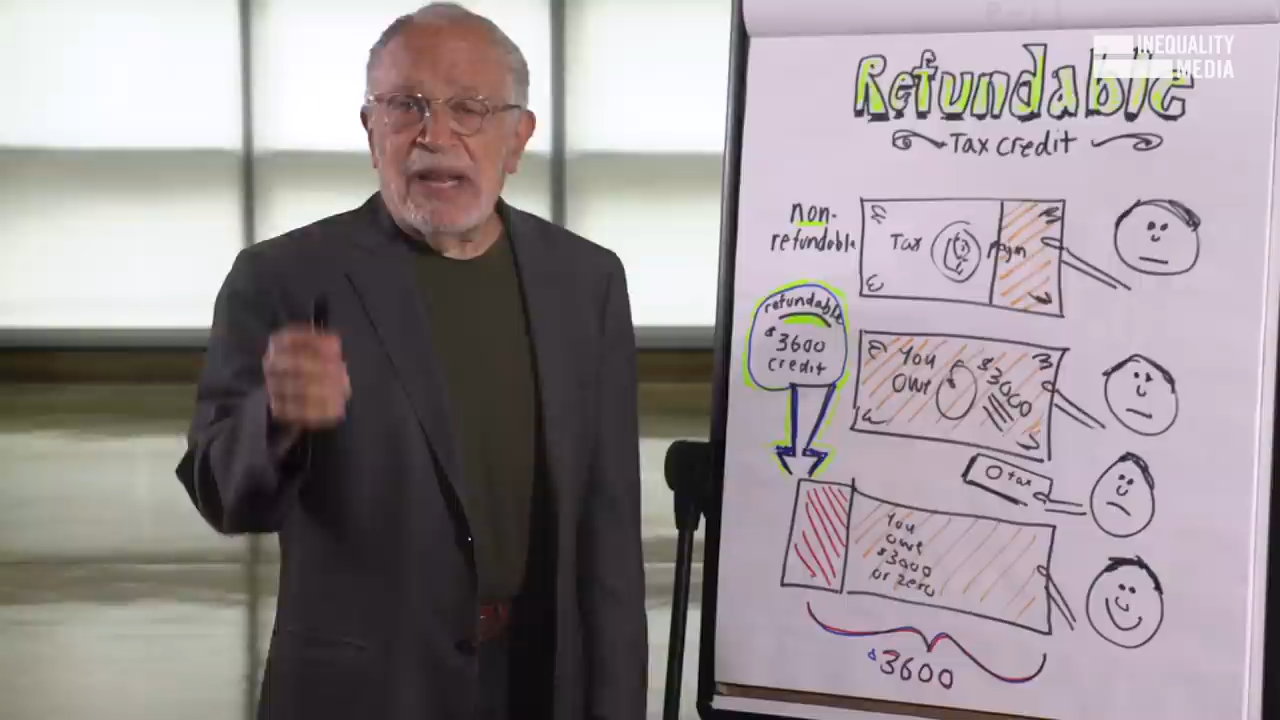 INEQUALITY
MEDIA
Refundable
Tax credit
non-
refundable
Tax
refundable
$3600
credit
You
owe
$3000
0 tax
You
owe
$3000
or zero
$3600